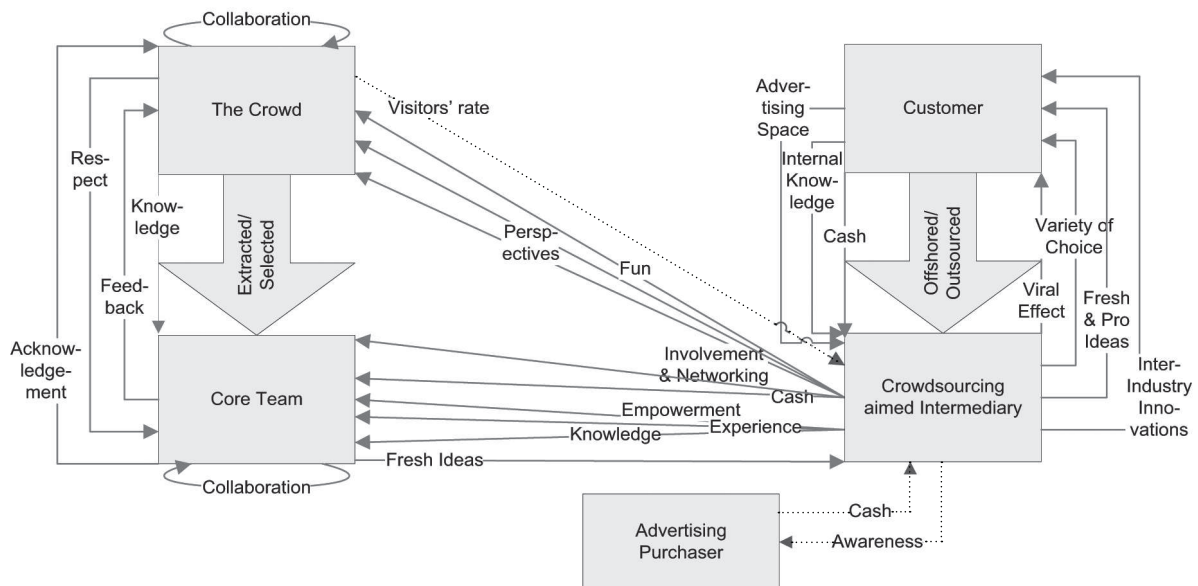 Collaboration
The Crowd
Visitors' rate
Adver-
tising
Space
Customer
Res-
pect
Internal
Know-
ledge
Know-
ledge
Extracted/
Selected
Persp-
ectives
Fun
Cash
Offshored/
Outsourced
Variety of
Choice
Feed-
back
Viral
Effect
Fresh
& Pro
Ideas
Acknow-
ledge-
ment
Core Team
Involvement
& Networking
Cash
Empowerment
Experience
Knowledge
Fresh Ideas
Crowdsourcing
aimed Intermediary
Inter-
Industry
Inno-
vations
Collaboration
Advertising
Purchaser
Cash
Awareness